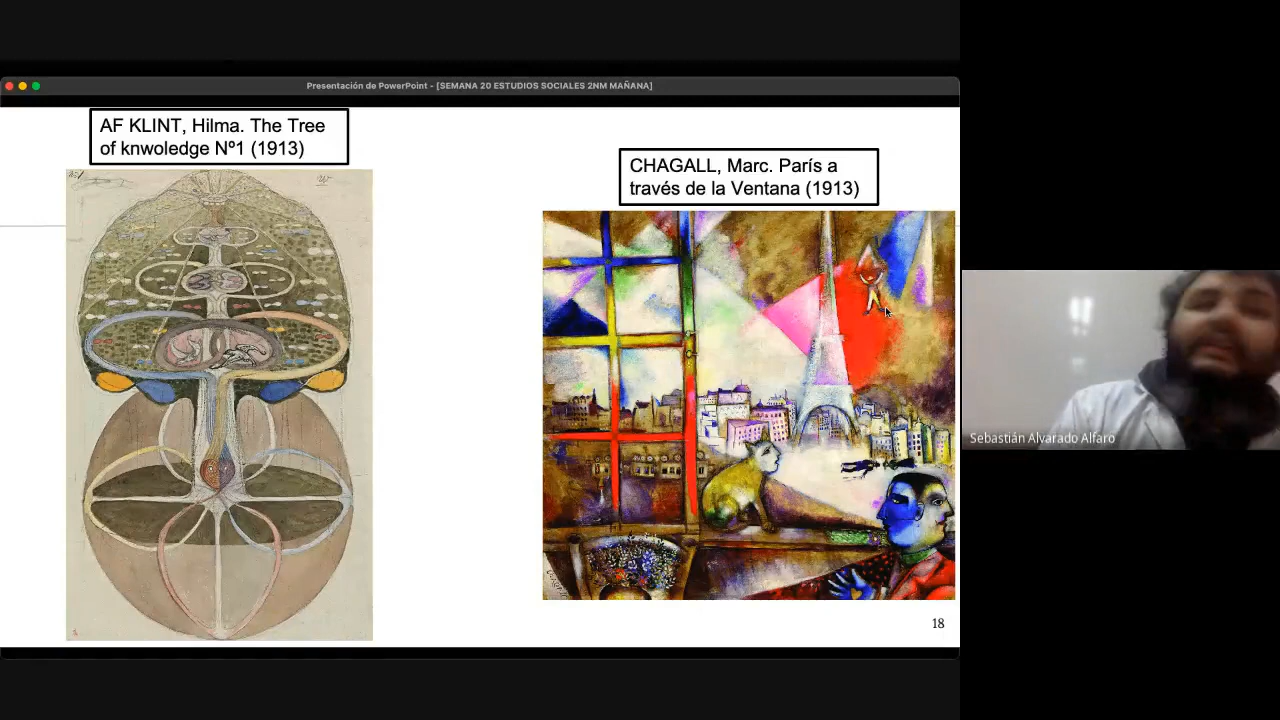 Presentación de PowerPoint - [SEMANA 20 ESTUDIOS SOCIALES 2NM MAÑANA]
AF KLINT, Hilma. The Tree
of knwoledge Nº1 (1913)
CHAGALL, Marc. París a
través de la Ventana (1913)
Sebastián Alvarado Alfaro
18